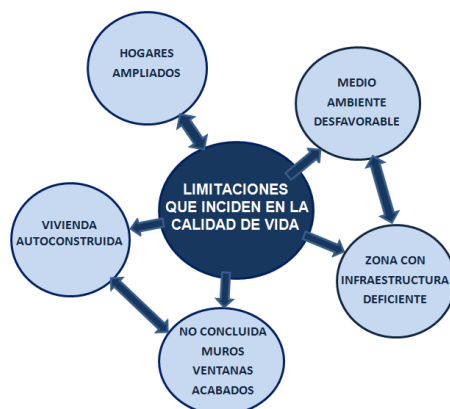 HOGARES
AMPLIADOS
MEDIO
AMBIENTE
DESFAVORABLE
LIMITACIONES
QUE INCIDEN EN LA
CALIDAD DE VIDA
VIVIENDA
AUTOCONSTRUIDA
ZONA CON
INFRAESTRUCTURA
DEFICIENTE
NO CONCLUIDA
MUROS
VENTANAS
ACABADOS